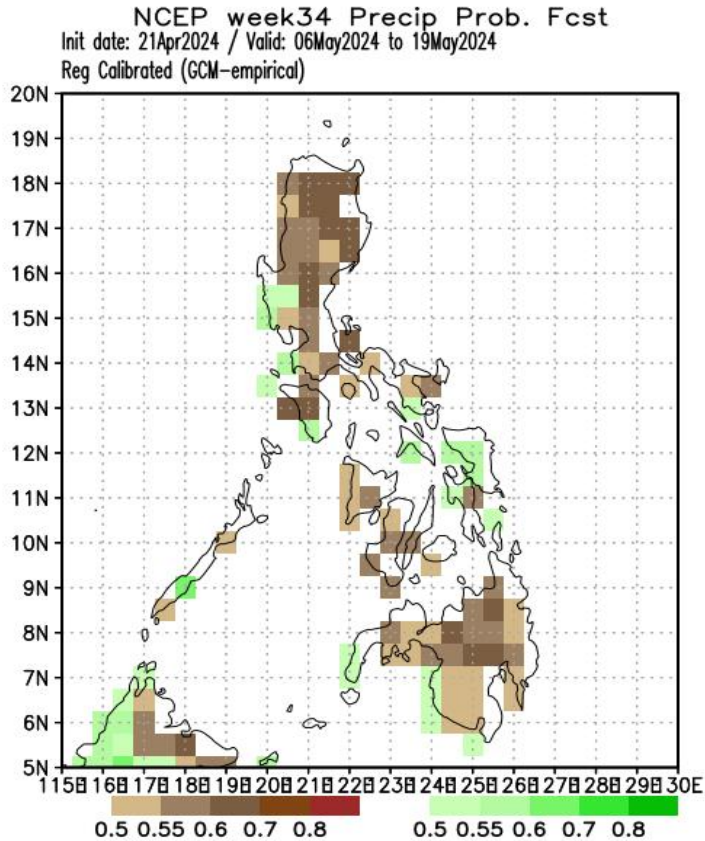 NCEP week34 Precip Prob. Fcst
Init date: 21Apr2024 / Valid: 06May2024 to 19May2024
Reg Calibrated (GCM-empirical)
20N
19N
18N
17N
16N
15N
14N
13N
12N
11N
10N
9N
8N
7N
6N
5N
115E 116E 117E 118E 119E 120E 121E 122E 123E 124E 125E 126E 127E 128E 129E 130E
0.5 0.55 0.6 0.7 0.8 0.5 0.55 0.6 0.7 0.8